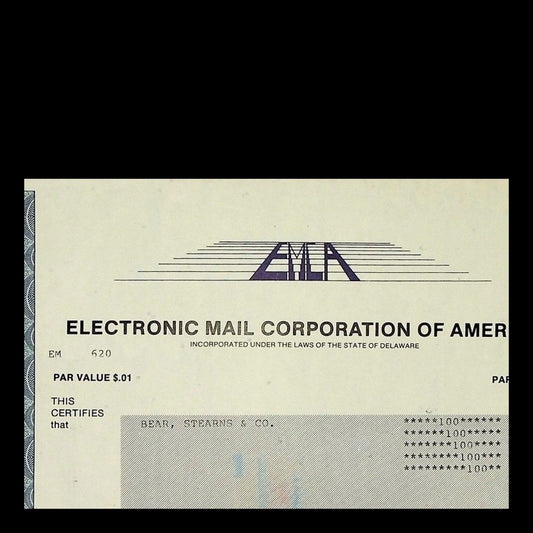 EMCA
ELECTRONIC MAIL CORPORATION OF AMER
INCORPORATED UNDER THE LAWS OF THE STATE OF DELAWARE
EM 620
PAR VALUE $.01 PAR
THIS
CERTIFIES
that
BEAR, STEARNS & CO. *****100******
******100*****
*******100****
********100***
*********100**